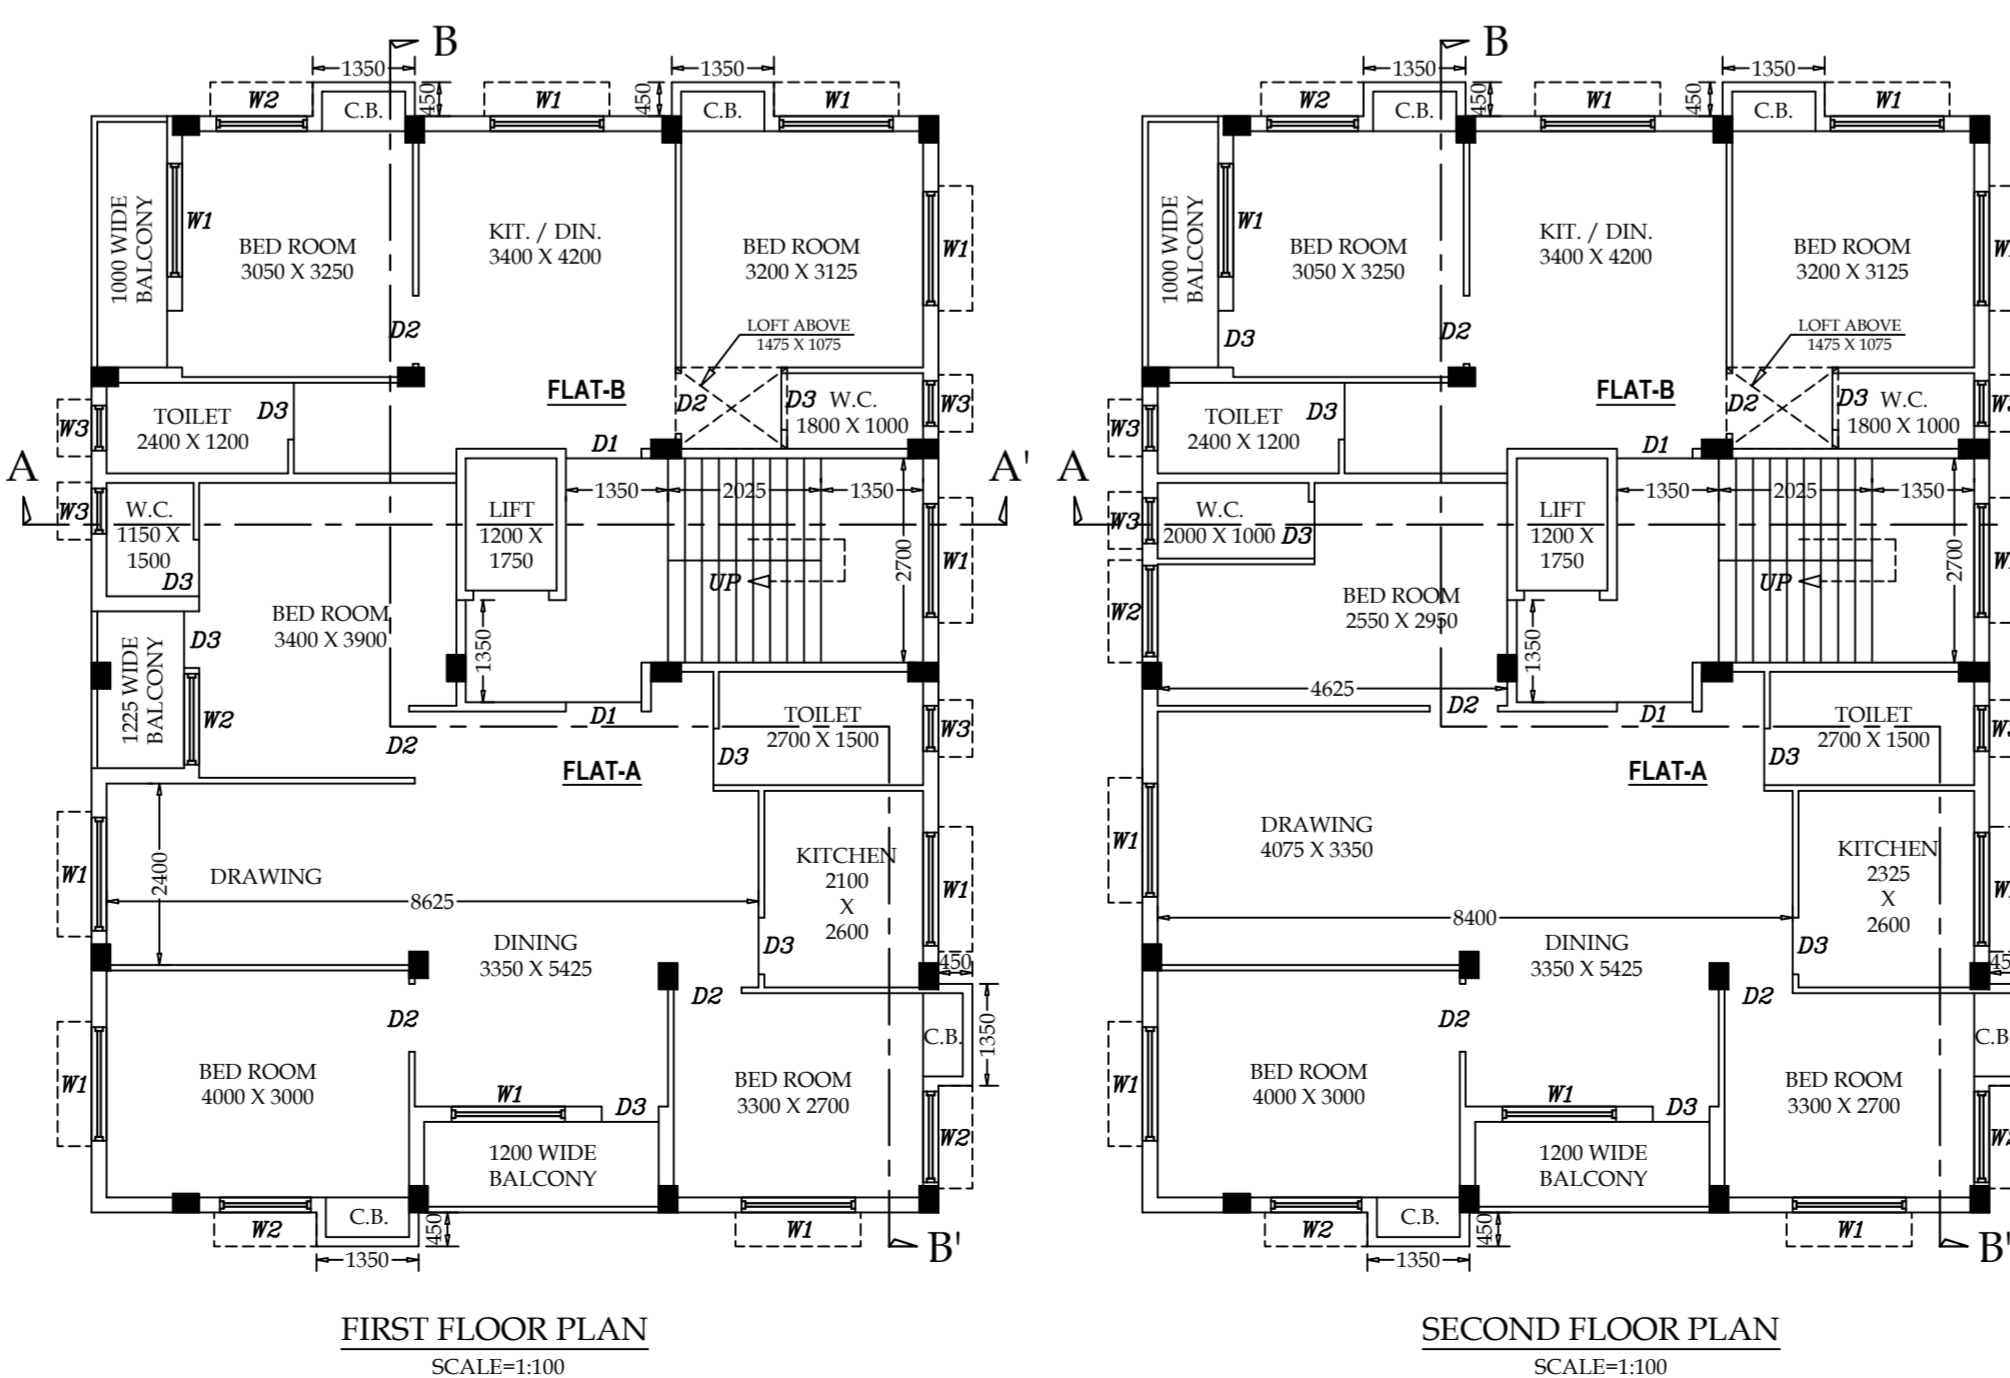 B
1350
1350
W2
C.B.
450
W1
450
C.B.
W1
1000 WIDE
BALCONY
W1
BED ROOM
3050 X 3250
KIT. / DIN.
3400 X 4200
BED ROOM
3200 X 3125
W1
D2
LOFT ABOVE
1475 X 1075
FLAT-B
W3
TOILET
2400 X 1200
D3
D2
D3
W.C.
1800 X 1000
W3
D1
A
A'
W3
W.C.
1150 X
1500
D3
LIFT
1200 X
1750
1350
2025
1350
2700
W1
UP
BED ROOM
3400 X 3900
1350
1225 WIDE
BALCONY
D3
W2
D2
D1
TOILET
2700 X 1500
W3
D3
FLAT-A
W1
2400
DRAWING
8625
KITCHEN
2100
X
2600
W1
D3
DINING
3350 X 5425
450
D2
D2
C.B.
1350
W1
BED ROOM
4000 X 3000
W1
D3
BED ROOM
3300 X 2700
W2
1200 WIDE
BALCONY
W2
C.B.
450
1350
W1
B'
FIRST FLOOR PLAN
SCALE=1:100
B
1350
1350
W2
C.B.
450
W1
450
C.B.
W1
1000 WIDE
BALCONY
W1
D3
BED ROOM
3050 X 3250
KIT. / DIN.
3400 X 4200
BED ROOM
3200 X 3125
D2
LOFT ABOVE
1475 X 1075
FLAT-B
W3
TOILET
2400 X 1200
D3
D2
D3
W.C.
1800 X 1000
D1
A
W3
W.C.
2000 X 1000
D3
LIFT
1200 X
1750
1350
2025
1350
2700
UP
W2
BED ROOM
2550 X 2950
1350
4625
D2
D1
TOILET
2700 X 1500
D3
FLAT-A
W1
DRAWING
4075 X 3350
8400
KITCHEN
2325
X
2600
D3
DINING
3350 X 5425
D2
D2
W1
BED ROOM
4000 X 3000
W1
D3
BED ROOM
3300 X 2700
1200 WIDE
BALCONY
W2
C.B.
450
1350
W1
B'
SECOND FLOOR PLAN
SCALE=1:100